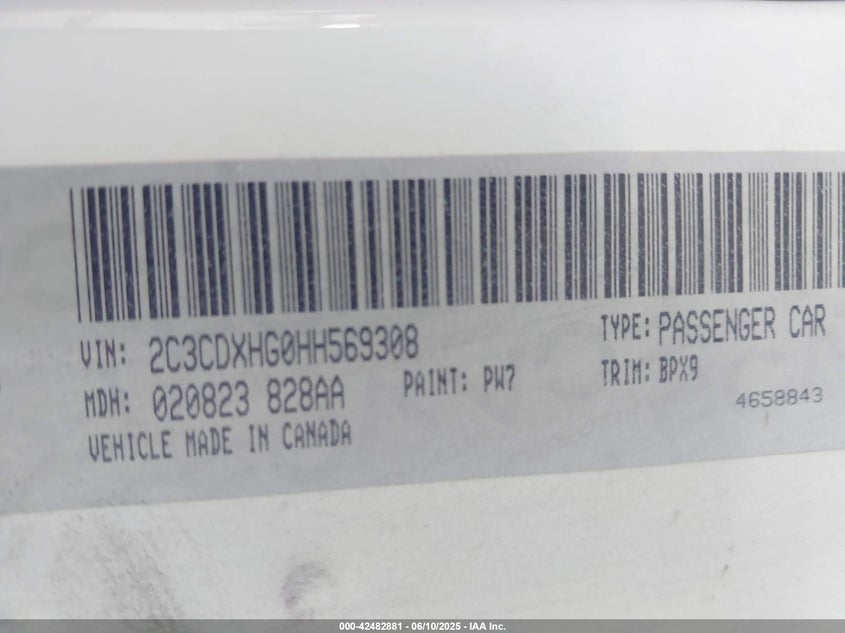 VIN: 2C3CDXHG0HH569308 TYPE: PASSENGER CAR
MDH: 020823 828AA PAINT: PW7 TRIM: BPX9
4658843
VEHICLE MADE IN CANADA
000-42482881 - 06/10/2025 - IAA Inc.